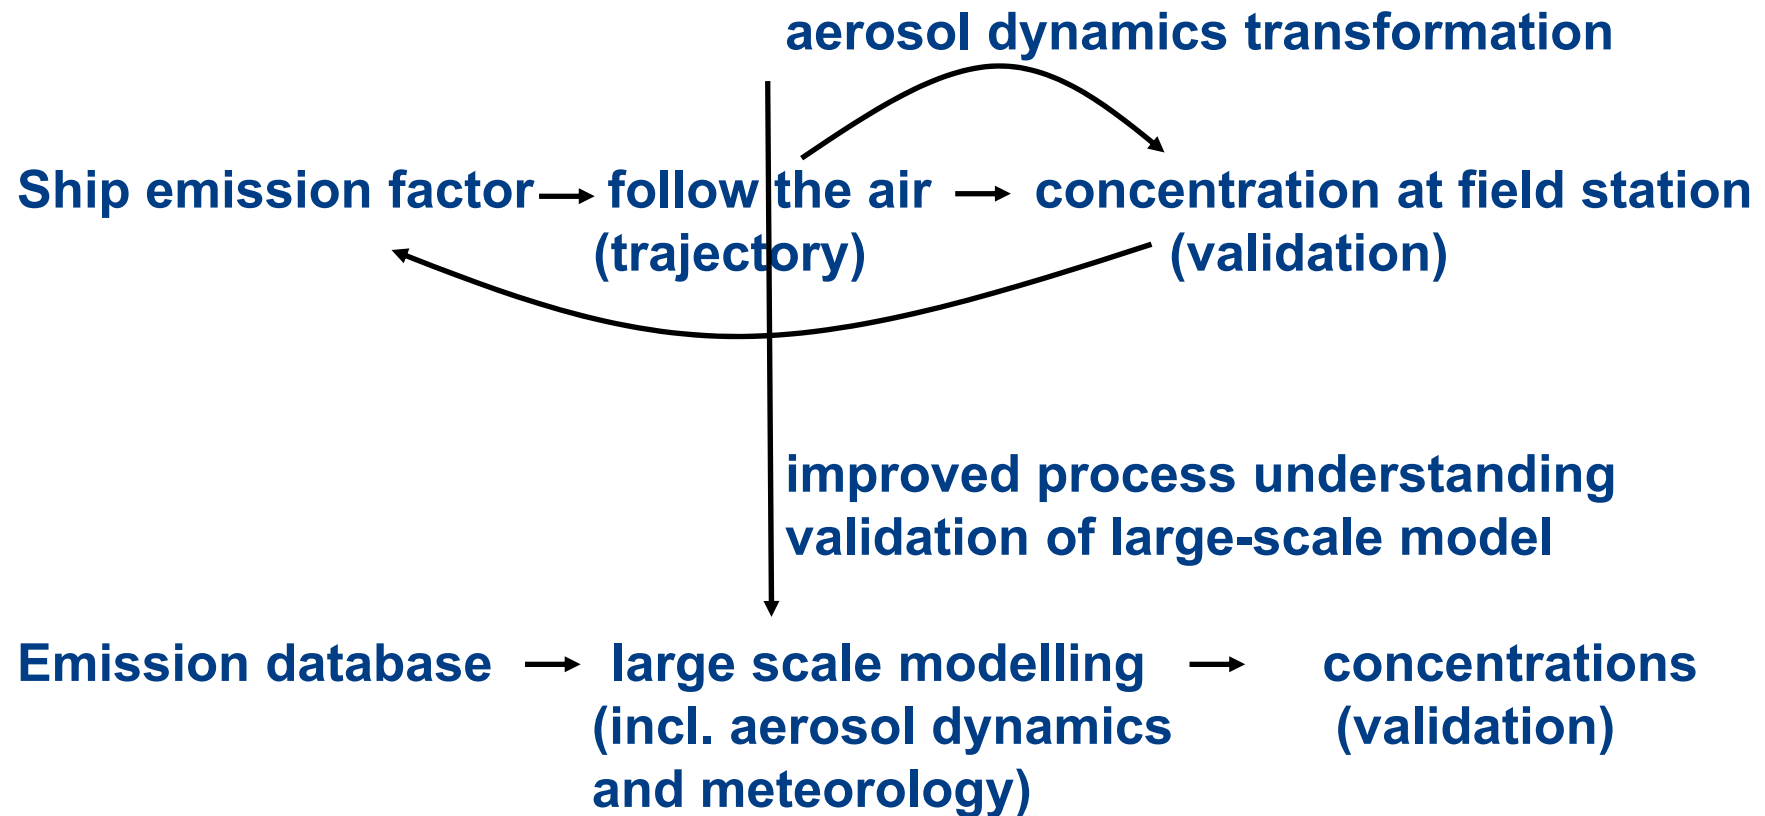 aerosol dynamics transformation
Ship emission factor follow the air concentration at field station
(trajectory) (validation)
improved process understanding
validation of large-scale model
Emission database large scale modelling concentrations
(incl. aerosol dynamics (validation)
and meteorology)